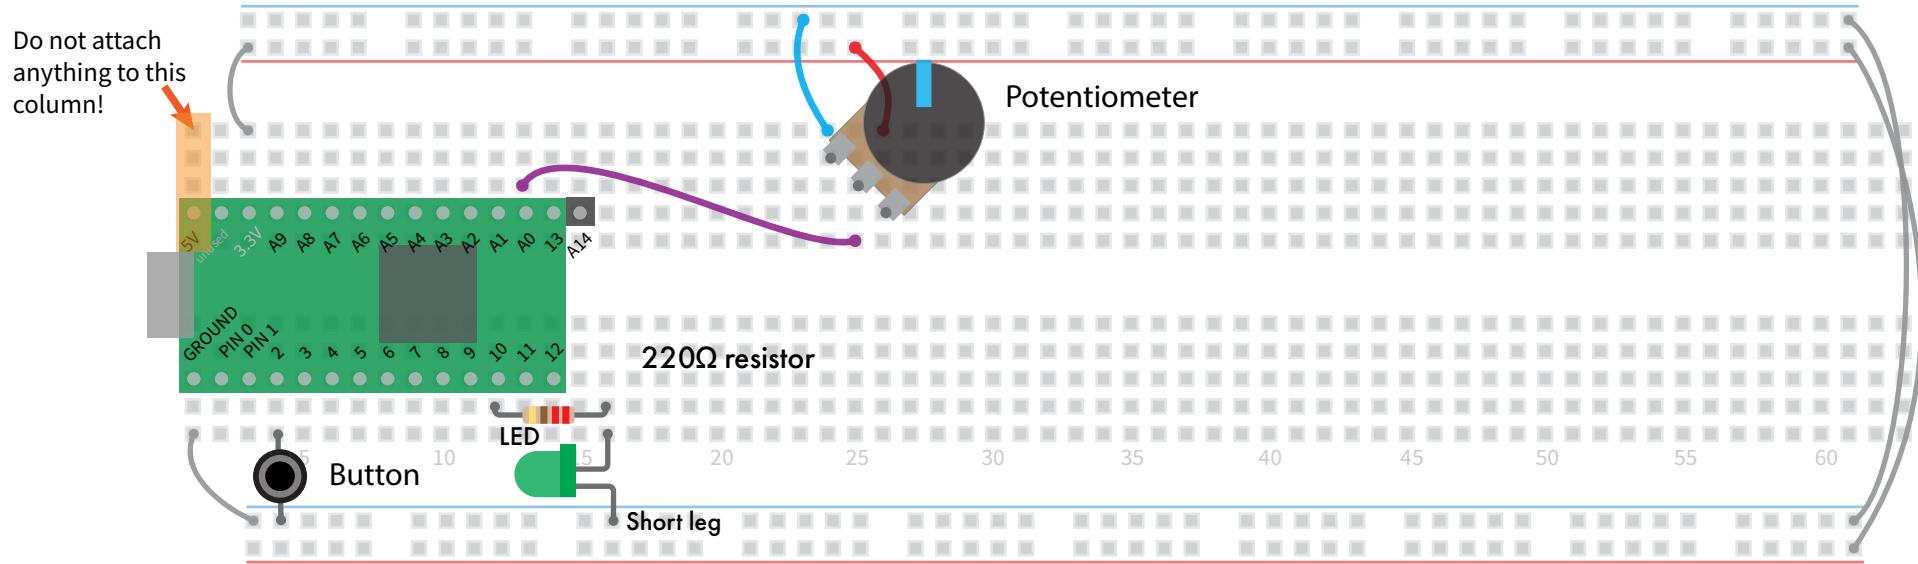 Do not attach
anything to this
column!
Potentiometer
5V
unused
3.3V
A9
A8
A7
A6
A5
A4
A3
A2
A1
A0
13
A14
GROUND
PIN 0
PIN 1
2
3
4
5
6
7
8
9
10
11
12
220Ω resistor
LED
5
10
15
20
25
30
35
40
45
50
55
60
Button
Short leg